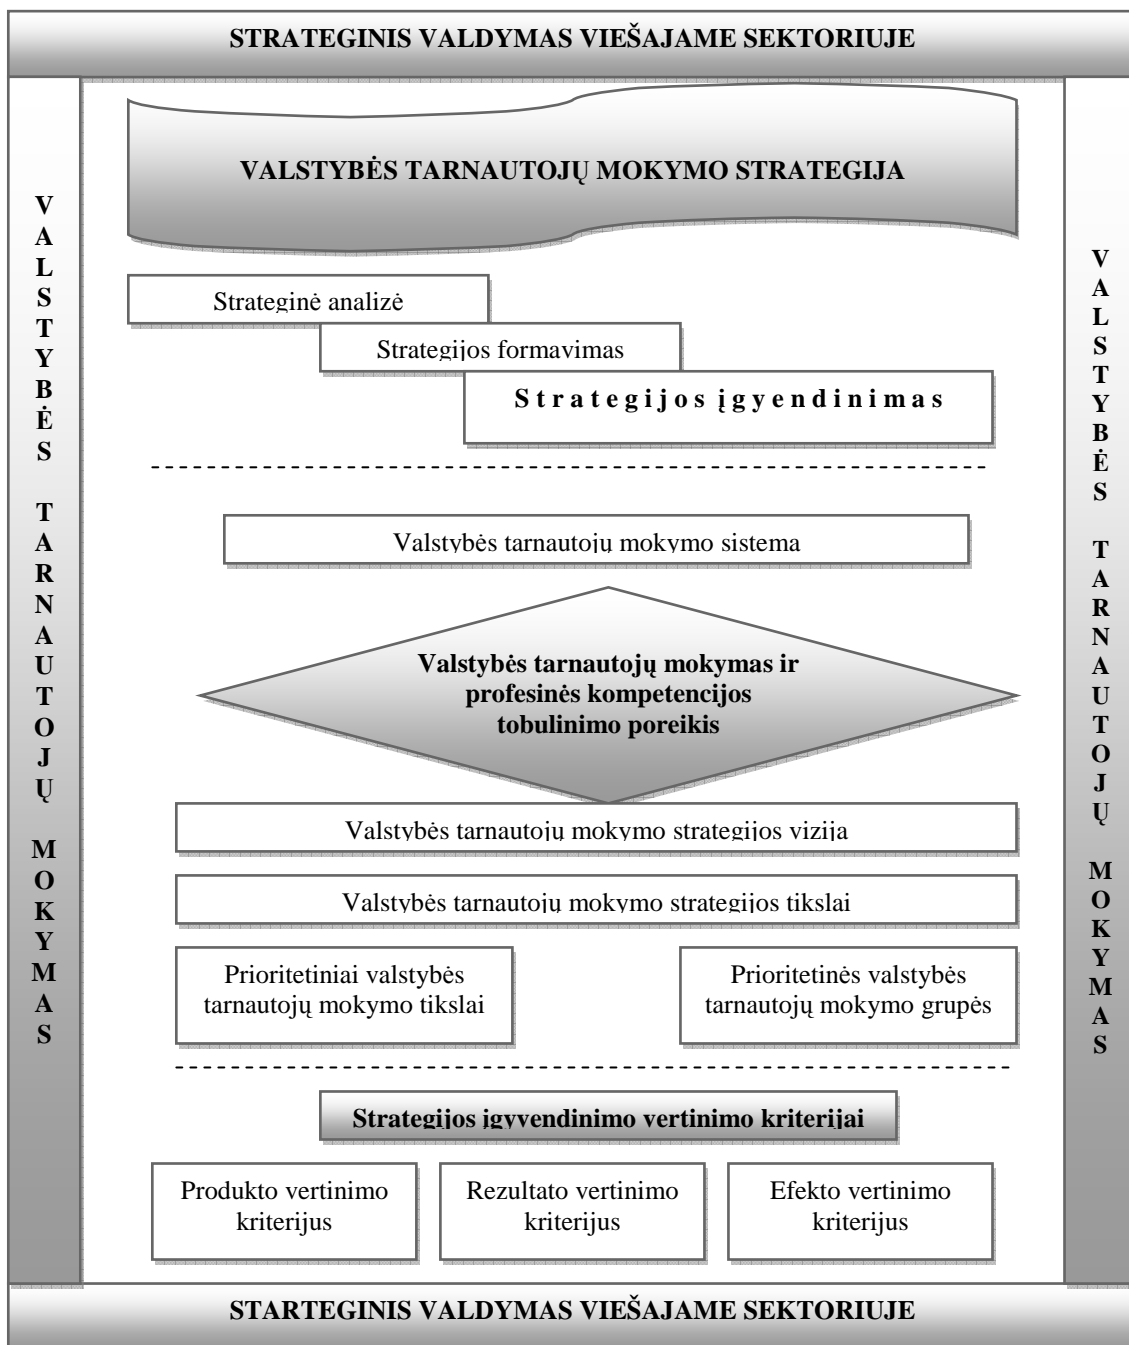 STRATEGINIS VALDYMAS VIEŠAJAME SEKTORIUJE
VALSTYBĖS TARNAUTOJŲ MOKYMAS
VALSTYBĖS TARNAUTOJŲ MOKYMO STRATEGIJA
Strateginė analizė
Strategijos formavimas
Strategijos įgyendinimas
Valstybės tarnautojų mokymo sistema
Valstybės tarnautojų mokymas ir
profesinės kompetencijos
tobulinimo poreikis
Valstybės tarnautojų mokymo strategijos vizija
Valstybės tarnautojų mokymo strategijos tikslai
Prioritetiniai valstybės
tarnautojų mokymo tikslai
Prioritetinės valstybės
tarnautojų mokymo grupės
Strategijos įgyvendinimo vertinimo kriterijai
Produkto vertinimo
kriterijus
Rezultato vertinimo
kriterijus
Efekto vertinimo
kriterijus
VALSTYBĖS TARNAUTOJŲ MOKYMAS
STARTEGINIS VALDYMAS VIEŠAJAME SEKTORIUJE